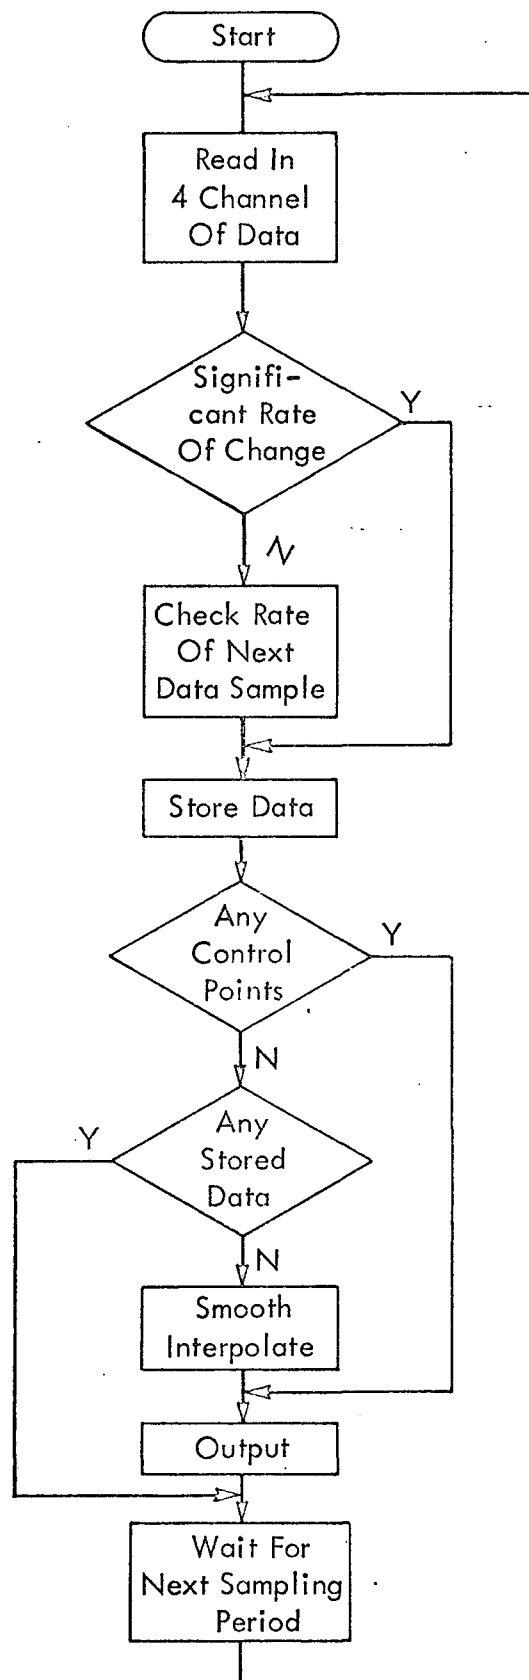 Start
Read In
4 Channel
Of Data
Signifi-
cant Rate
Of Change
Y
N
Check Rate
Of Next
Data Sample
Store Data
Any
Control
Points
Y
N
Any
Stored
Data
Y
N
Smooth
Interpolate
Output
Wait For
Next Sampling
Period